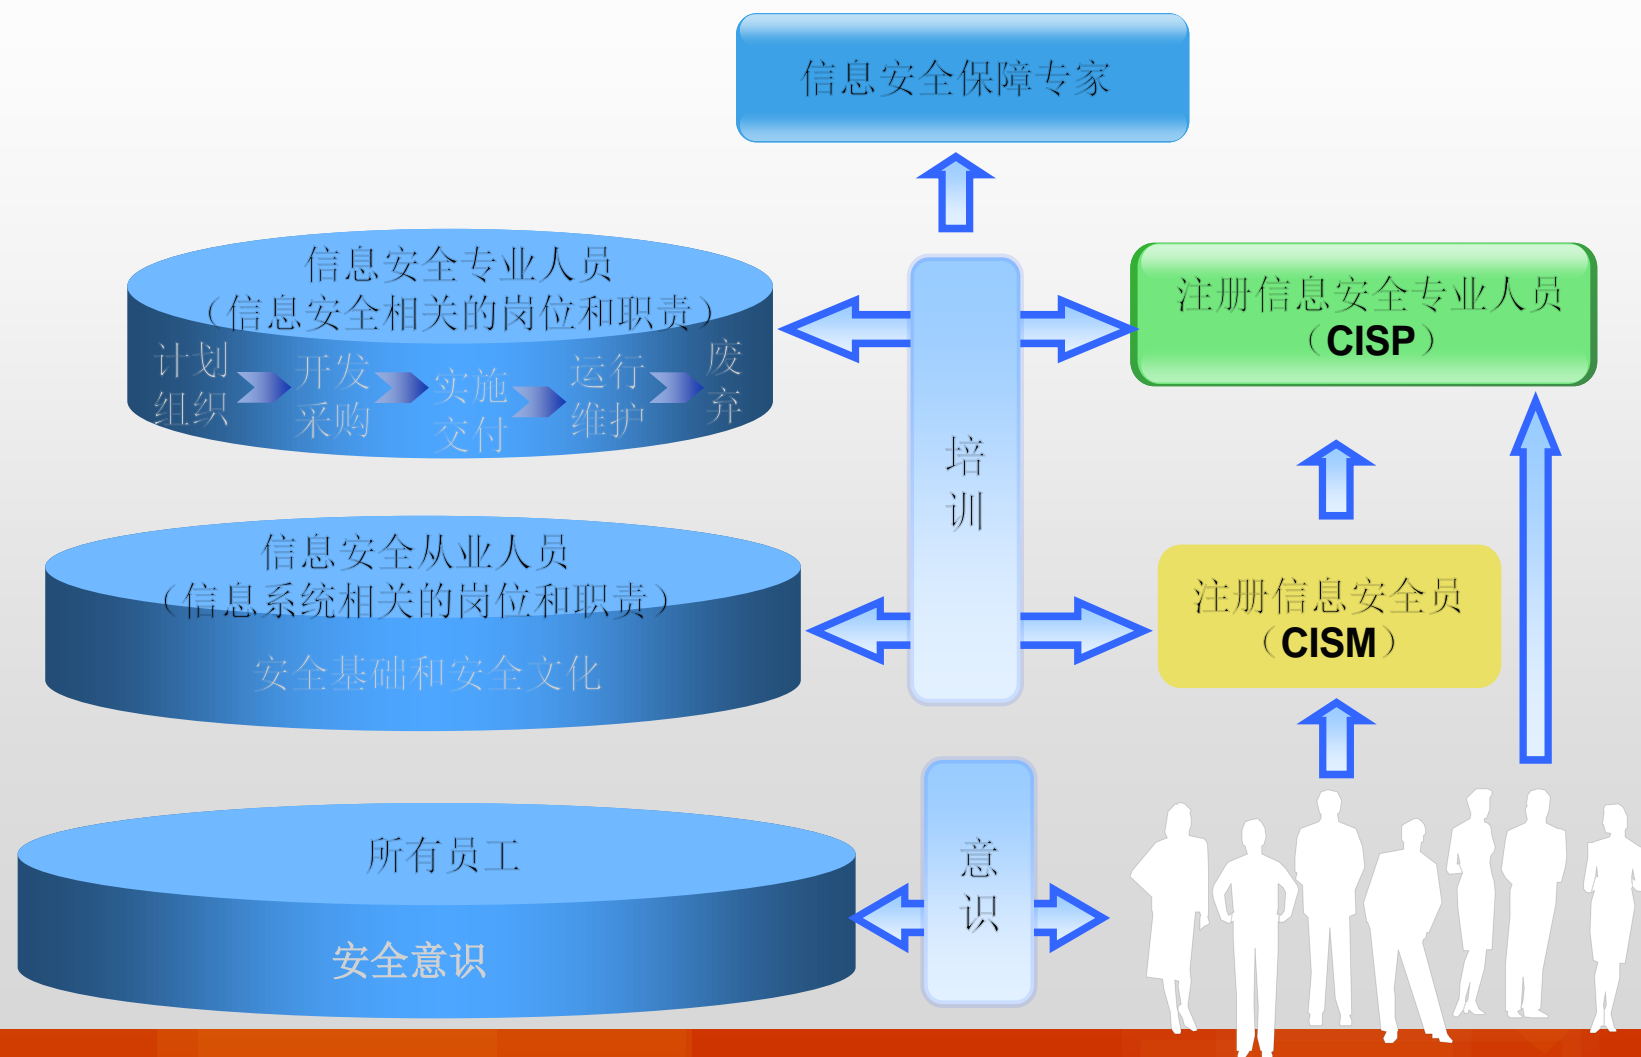 信息安全保障专家
信息安全专业人员
（信息安全相关的岗位和职责）
计划
组织
开发
采购
实施
交付
运行
维护
废
弃
培
训
注册信息安全专业人员
（CISP）
信息安全从业人员
（信息系统相关的岗位和职责）
安全基础和安全文化
注册信息安全员
（CISM）
所有员工
安全意识
意
识